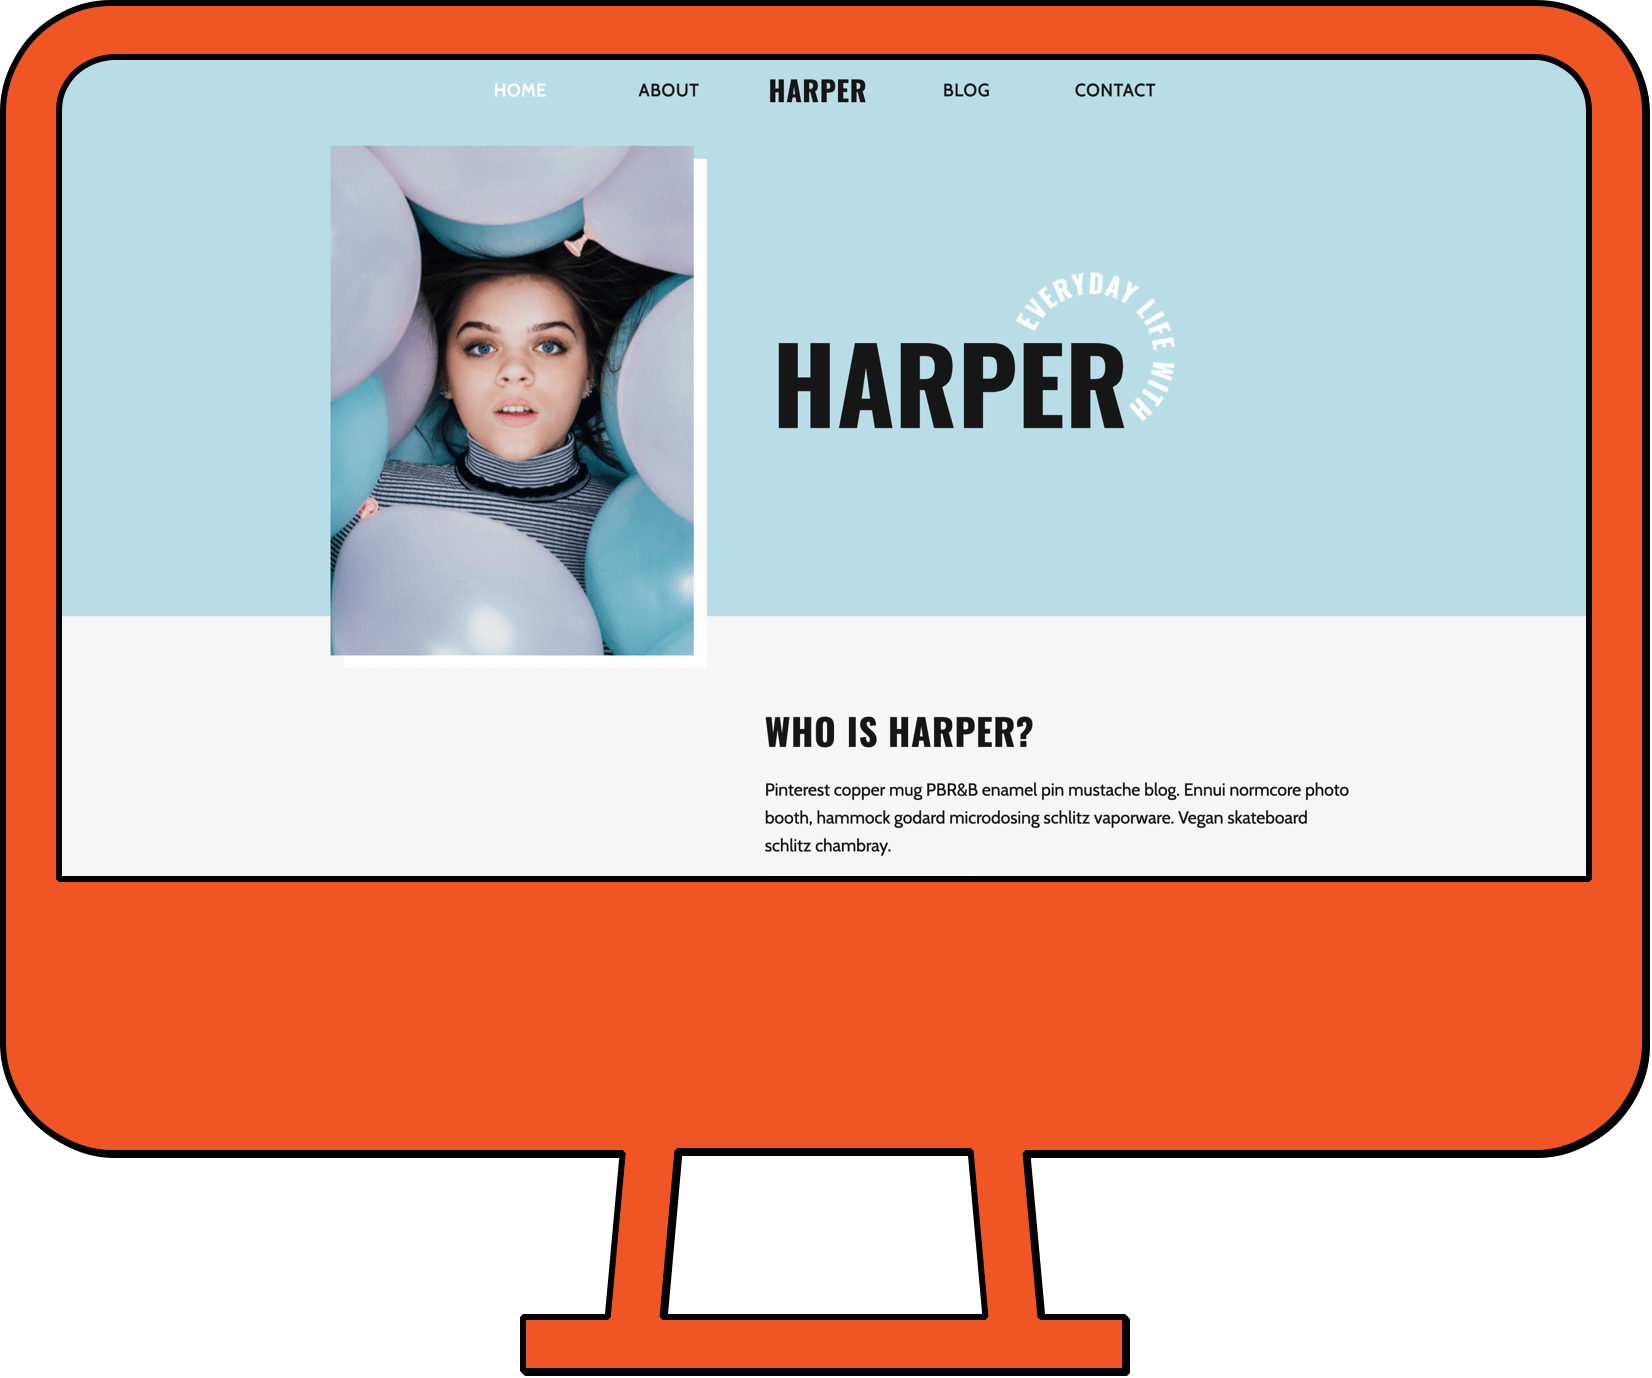 HOME ABOUT HARPER BLOG CONTACT
EVERYDAY LIFE WITH
HARPER
WHO IS HARPER?
Pinterest copper mug PBR&B enamel pin mustache blog. Ennui normcore photo
booth, hammock godard microdosing schlitz vaporware. Vegan skateboard
schlitz chambray.